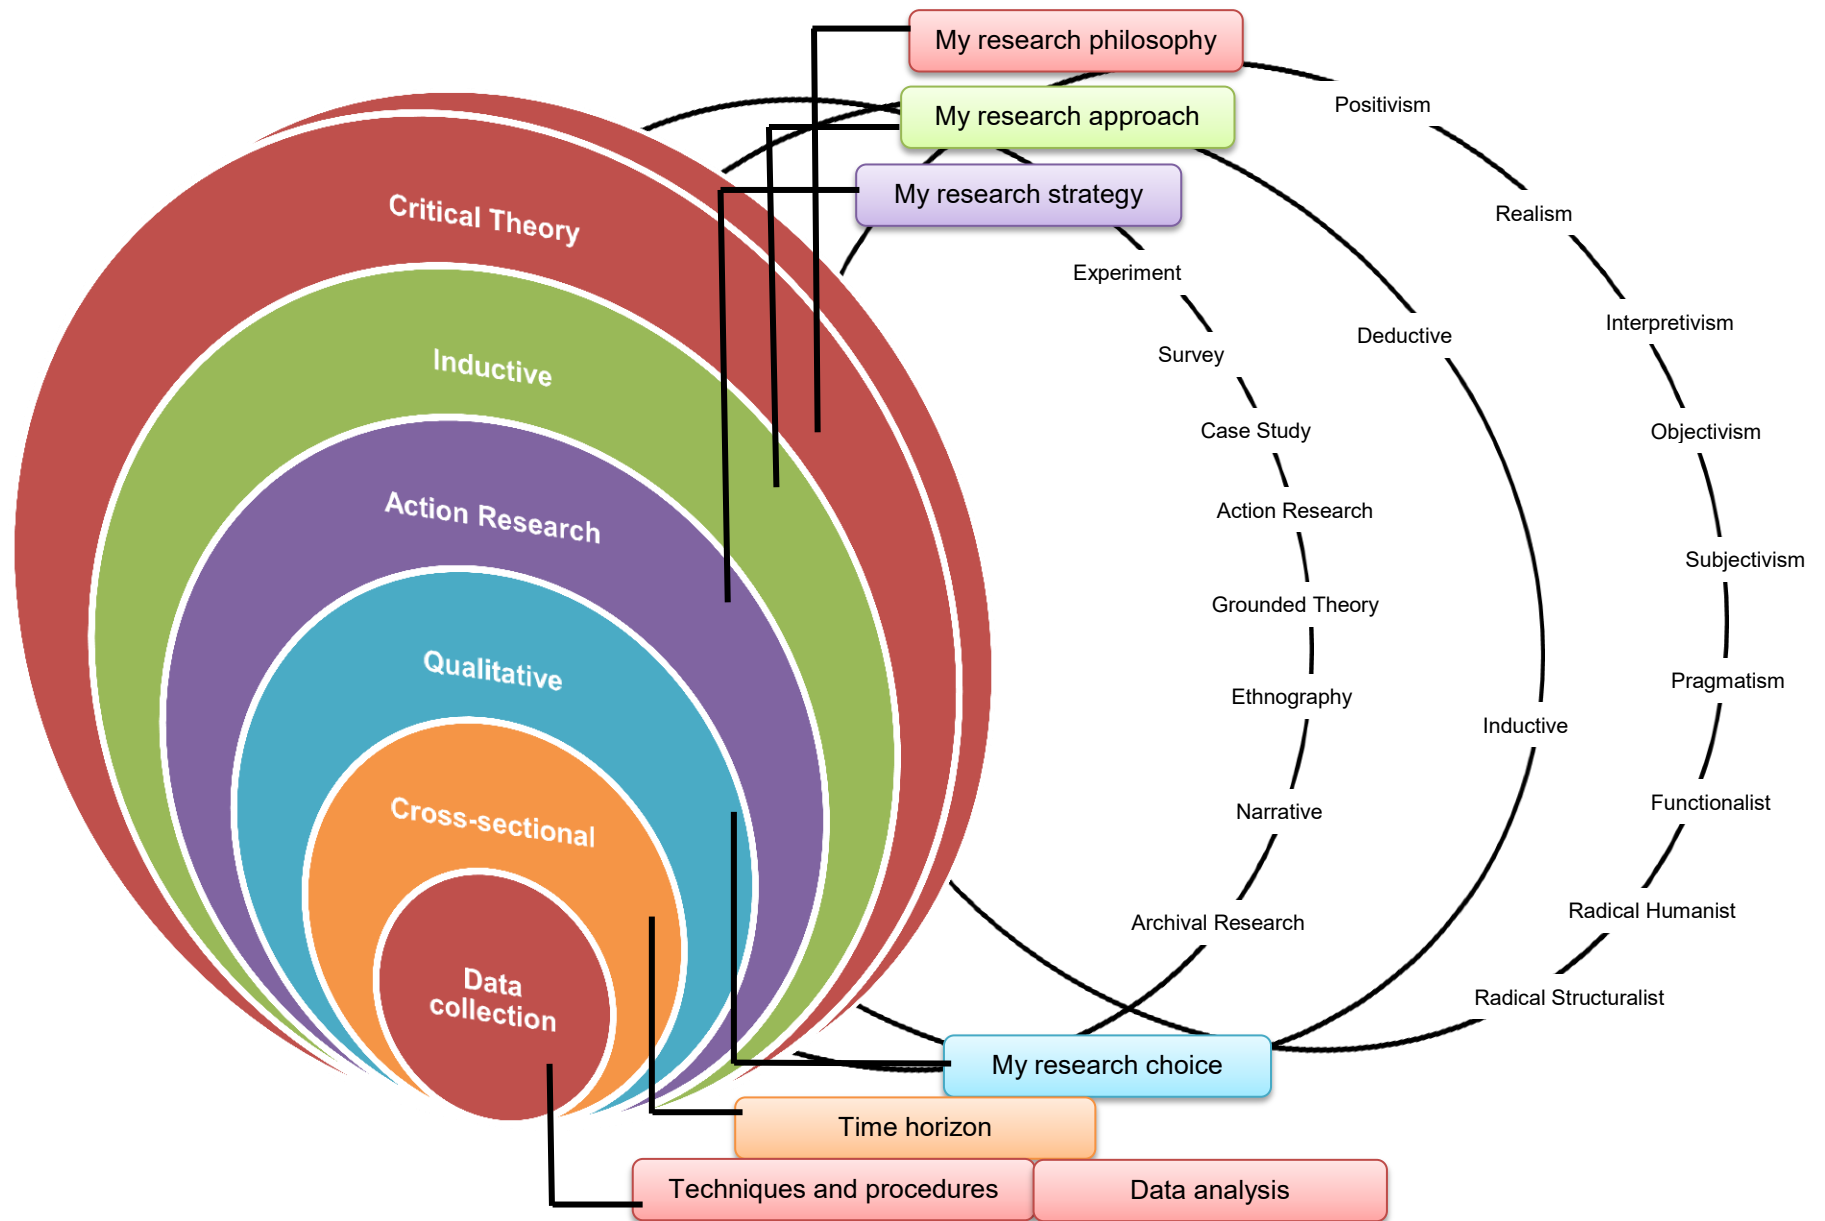 My research philosophy
My research approach
My research strategy
Critical Theory
Inductive
Action Research
Qualitative
Cross-sectional
Data
collection
Experiment
Survey
Case Study
Action Research
Grounded Theory
Ethnography
Narrative
Archival Research
Deductive
Inductive
Positivism
Realism
Interpretivism
Objectivism
Subjectivism
Pragmatism
Functionalist
Radical Humanist
Radical Structuralist
My research choice
Time horizon
Techniques and procedures
Data analysis